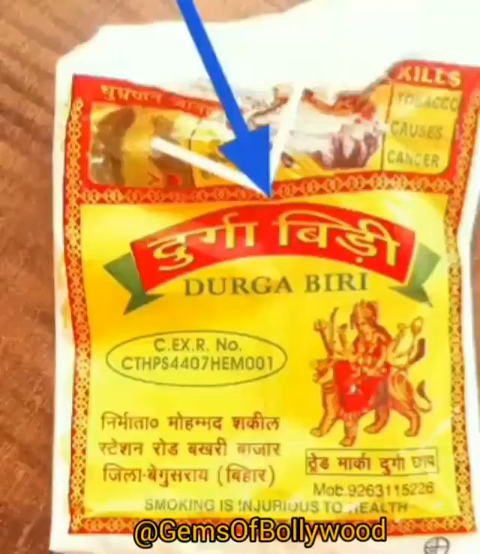 धूम्रपान जान
KILLS
TOBACCO
CAUSES
CANCER
दुर्गा बिड़ी
DURGA BIRI
C.EX.R. No.
CTHPS4407HEM001
निर्माता० मोहम्मद शकील
स्टेशन रोड बखरी बाजार
जिला-बेगुसराय (बिहार)
ट्रेड मार्का दुर्गा छाप
Mob.9263115226
SMOKING IS INJURIOUS TO HEALTH
@GemsOfBollywood